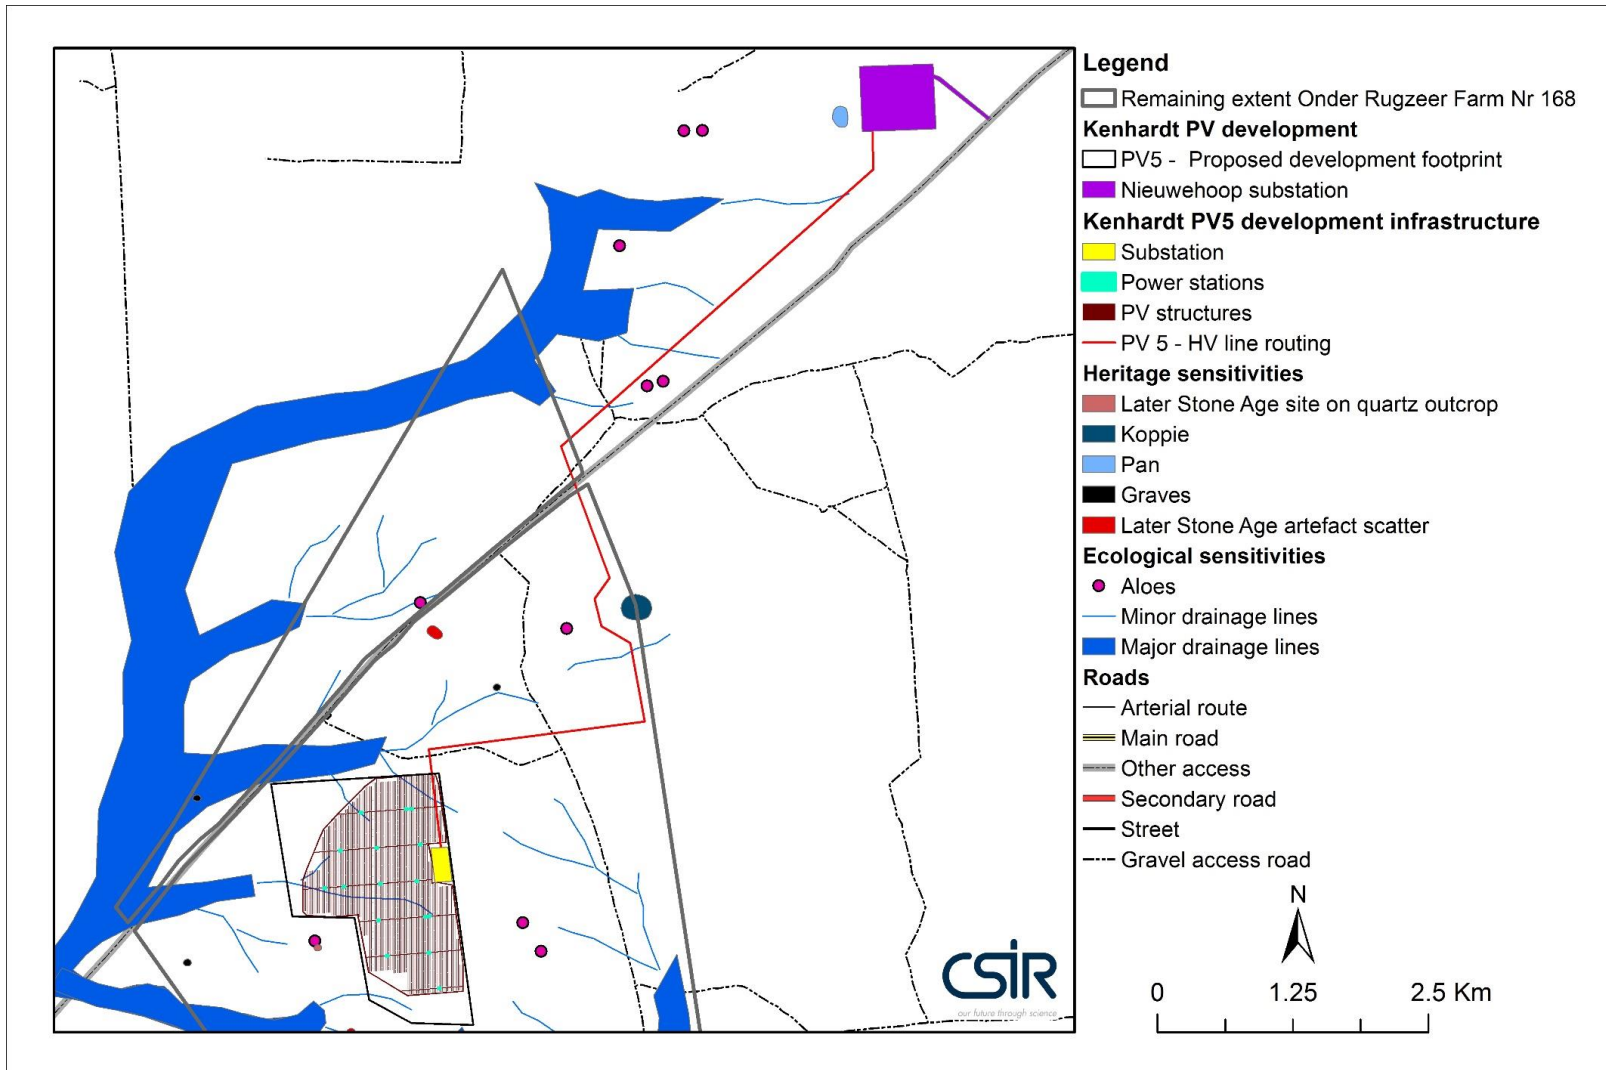 Legend
Remaining extent Onder Rugzeer Farm Nr 168
Kenhardt PV development
PV5 - Proposed development footprint
Nieuwehoop substation
Kenhardt PV5 development infrastructure
Substation
Power stations
PV structures
PV 5 - HV line routing
Heritage sensitivities
Later Stone Age site on quartz outcrop
Koppie
Pan
Graves
Later Stone Age artefact scatter
Ecological sensitivities
Aloes
Minor drainage lines
Major drainage lines
Roads
Arterial route
Main road
Other access
Secondary road
Street
Gravel access road
N
0 1.25 2.5 Km
CSIR
our future through science